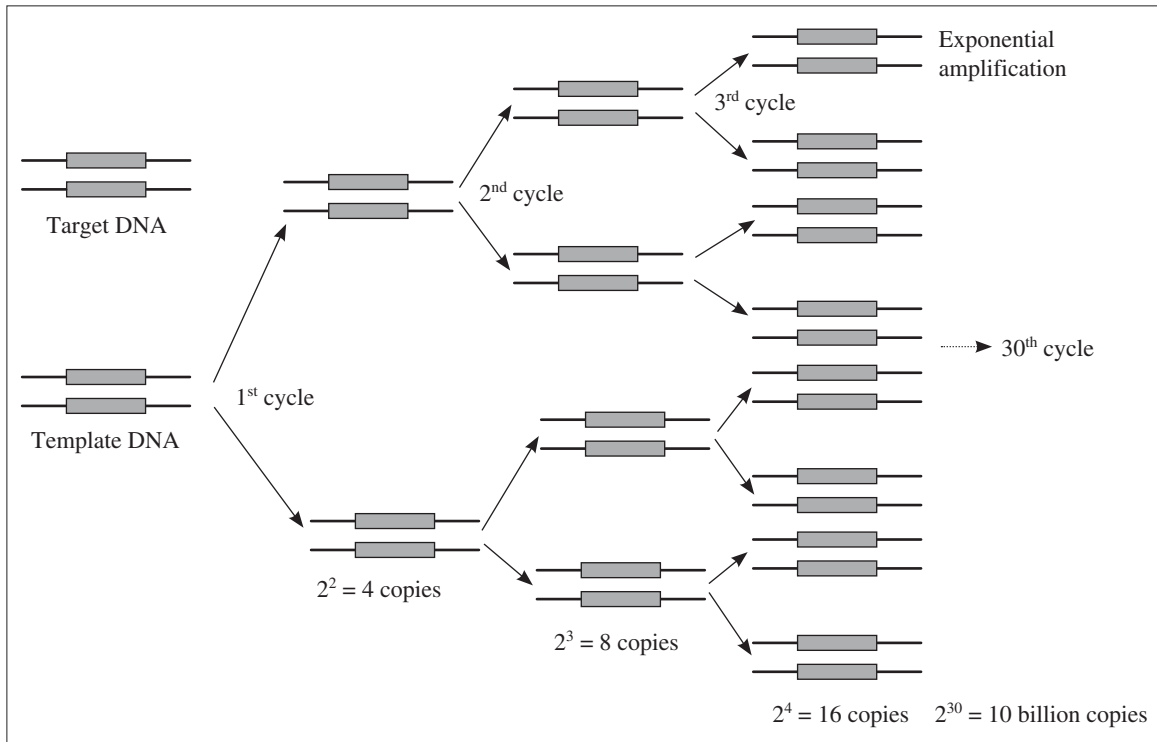 Exponential
amplification
3rd cycle
2nd cycle
Target DNA
30th cycle
1st cycle
Template DNA
2² = 4 copies
2³ = 8 copies
2⁴ = 16 copies 2³⁰ = 10 billion copies